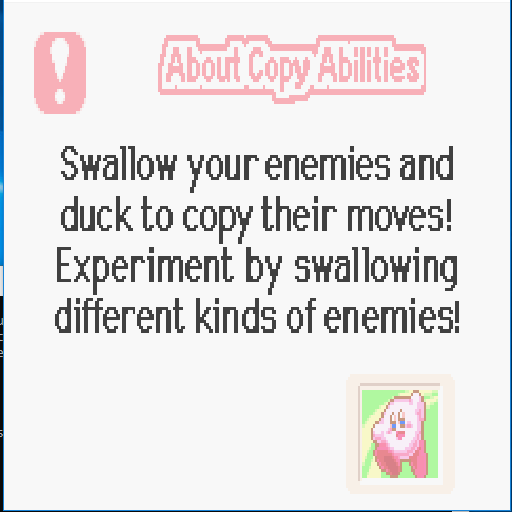 About Copy Abilities
Swallow your enemies and
duck to copy their moves!
Experiment by swallowing
different kinds of enemies!